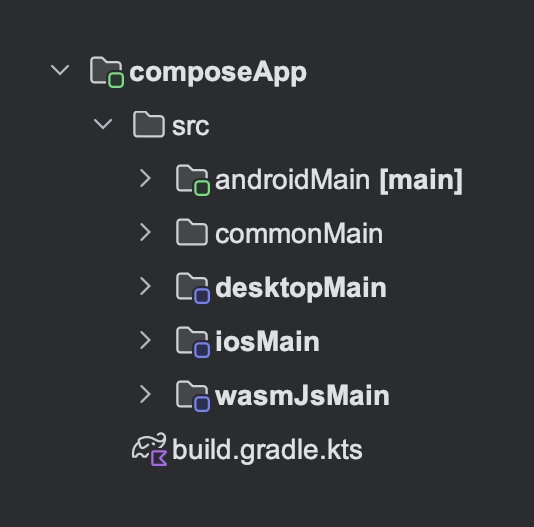 composeApp
src
androidMain [main]
commonMain
desktopMain
iosMain
wasmJsMain
build.gradle.kts